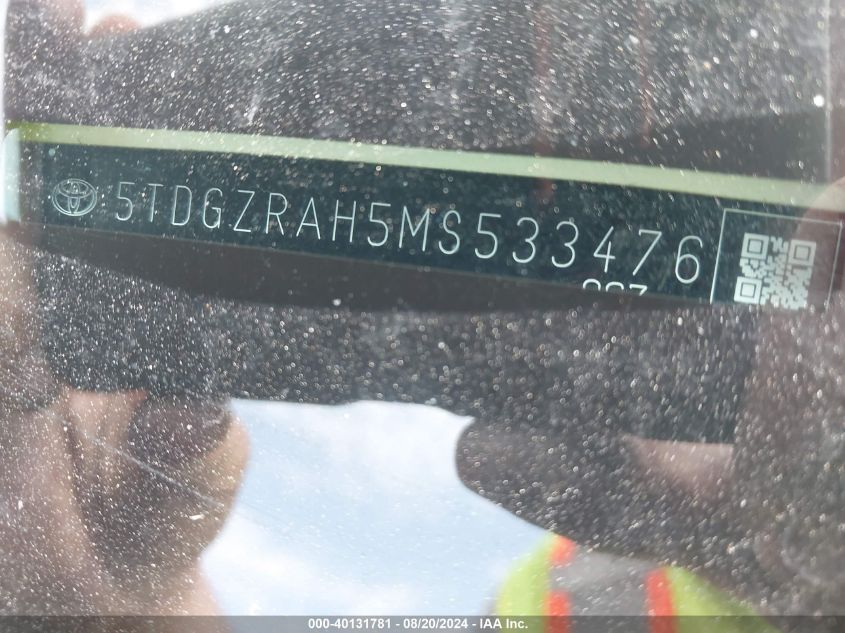 5TDGZRAH5MS533476
000-40131781 - 08/20/2024 - IAA Inc.